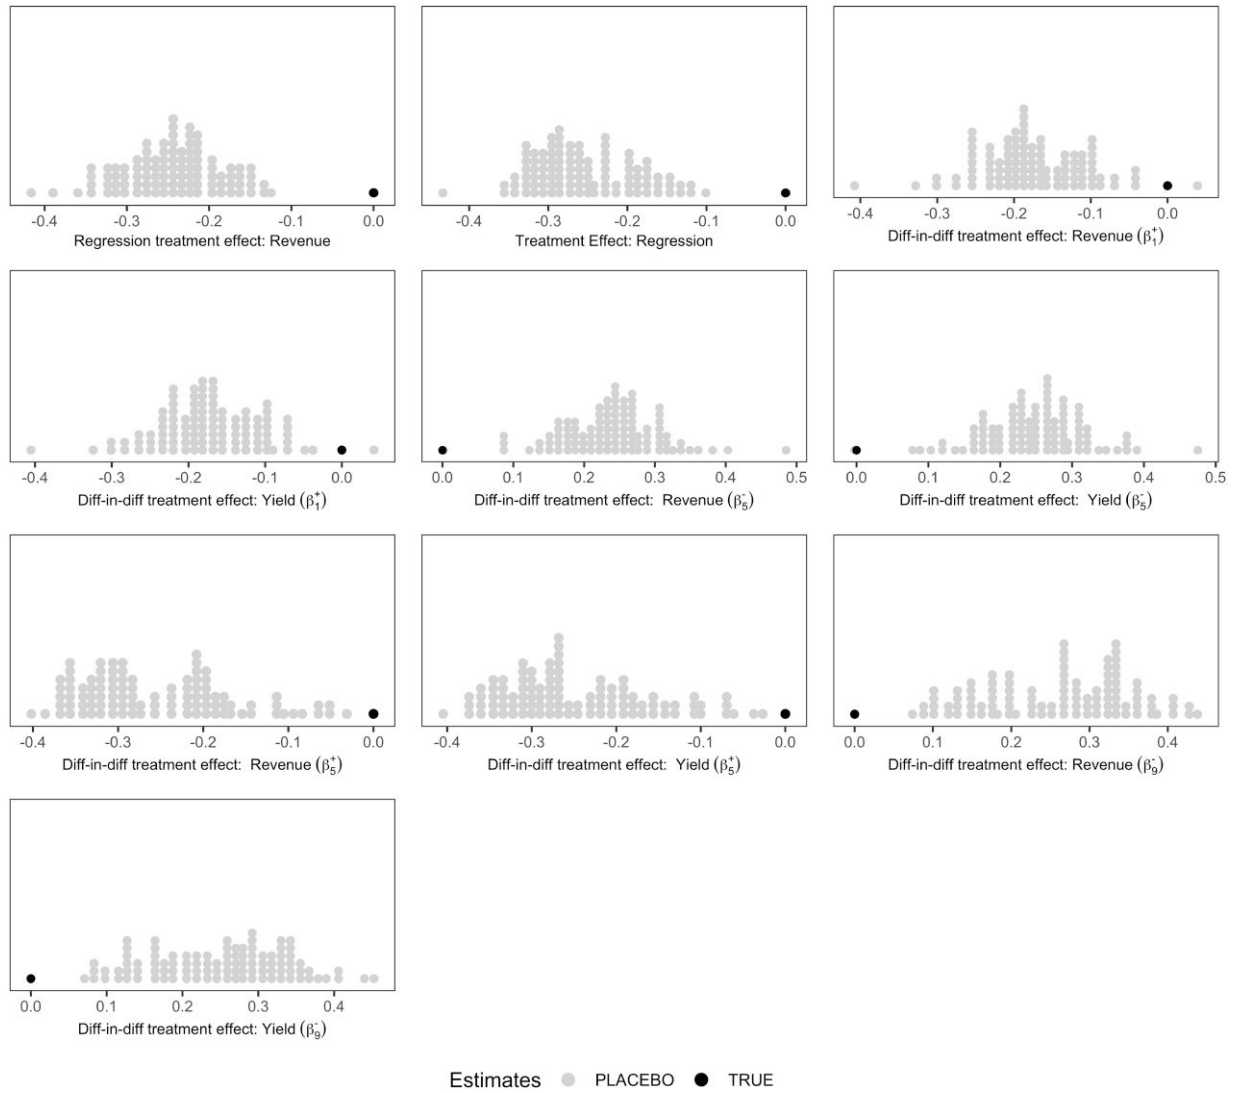 -0.4 -0.3 -0.2 -0.1 0.0
Regression treatment effect: Revenue
-0.4 -0.3 -0.2 -0.1 0.0
Treatment Effect: Regression
-0.4 -0.3 -0.2 -0.1 0.0
Diff-in-diff treatment effect: Revenue (β₁⁺)
-0.4 -0.3 -0.2 -0.1 0.0
Diff-in-diff treatment effect: Yield (β₁⁺)
0.0 0.1 0.2 0.3 0.4 0.5
Diff-in-diff treatment effect: Revenue (β₅⁻)
0.0 0.1 0.2 0.3 0.4 0.5
Diff-in-diff treatment effect: Yield (β₅⁻)
-0.4 -0.3 -0.2 -0.1 0.0
Diff-in-diff treatment effect: Revenue (β₅⁺)
-0.4 -0.3 -0.2 -0.1 0.0
Diff-in-diff treatment effect: Yield (β₅⁺)
0.0 0.1 0.2 0.3 0.4
Diff-in-diff treatment effect: Revenue (β₉⁻)
0.0 0.1 0.2 0.3 0.4
Diff-in-diff treatment effect: Yield (β₉⁻)
Estimates PLACEBO TRUE